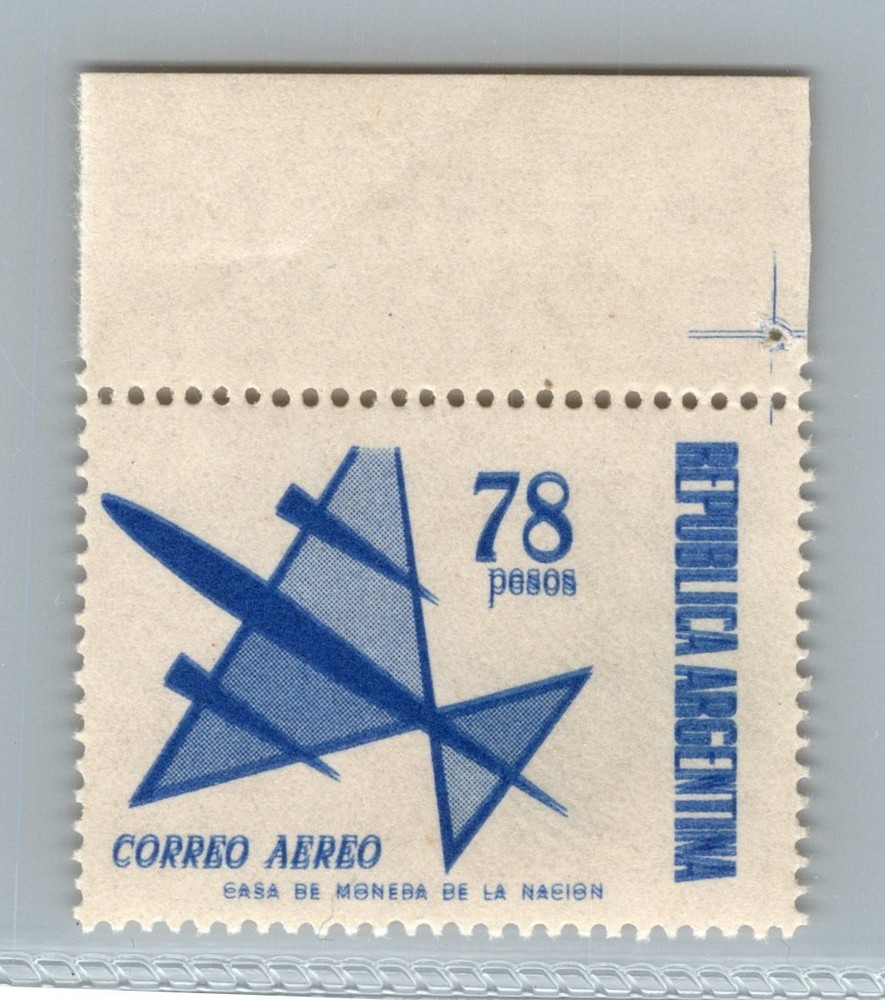 78
pesos
REPUBLICA ARGENTINA
CORREO AEREO
CASA DE MONEDA DE LA NACION